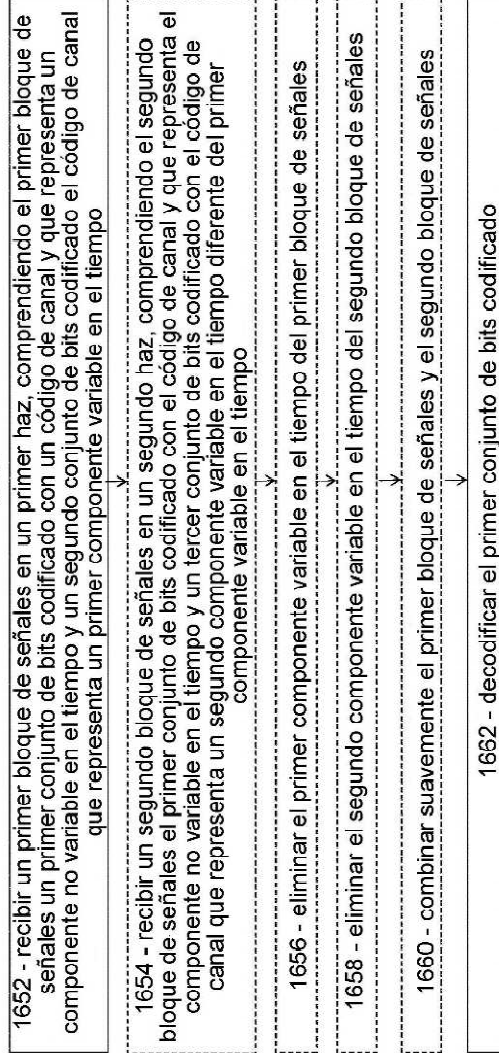 1652 - recibir un primer bloque de señales en un primer haz, comprendiendo el primer bloque de
señales un primer conjunto de bits codificado con un código de canal y que representa un
componente no variable en el tiempo y un segundo conjunto de bits codificado el código de canal
que representa un primer componente variable en el tiempo
1654 - recibir un segundo bloque de señales en un segundo haz, comprendiendo el segundo
bloque de señales el primer conjunto de bits codificado con el código de canal y que representa el
componente no variable en el tiempo y un tercer conjunto de bits codificado con el código de
canal que representa un segundo componente variable en el tiempo diferente del primer
componente variable en el tiempo
1656 - eliminar el primer componente variable en el tiempo del primer bloque de señales
1658 - eliminar el segundo componente variable en el tiempo del segundo bloque de señales
1660 - combinar suavemente el primer bloque de señales y el segundo bloque de señales
1662 - decodificar el primer conjunto de bits codificado